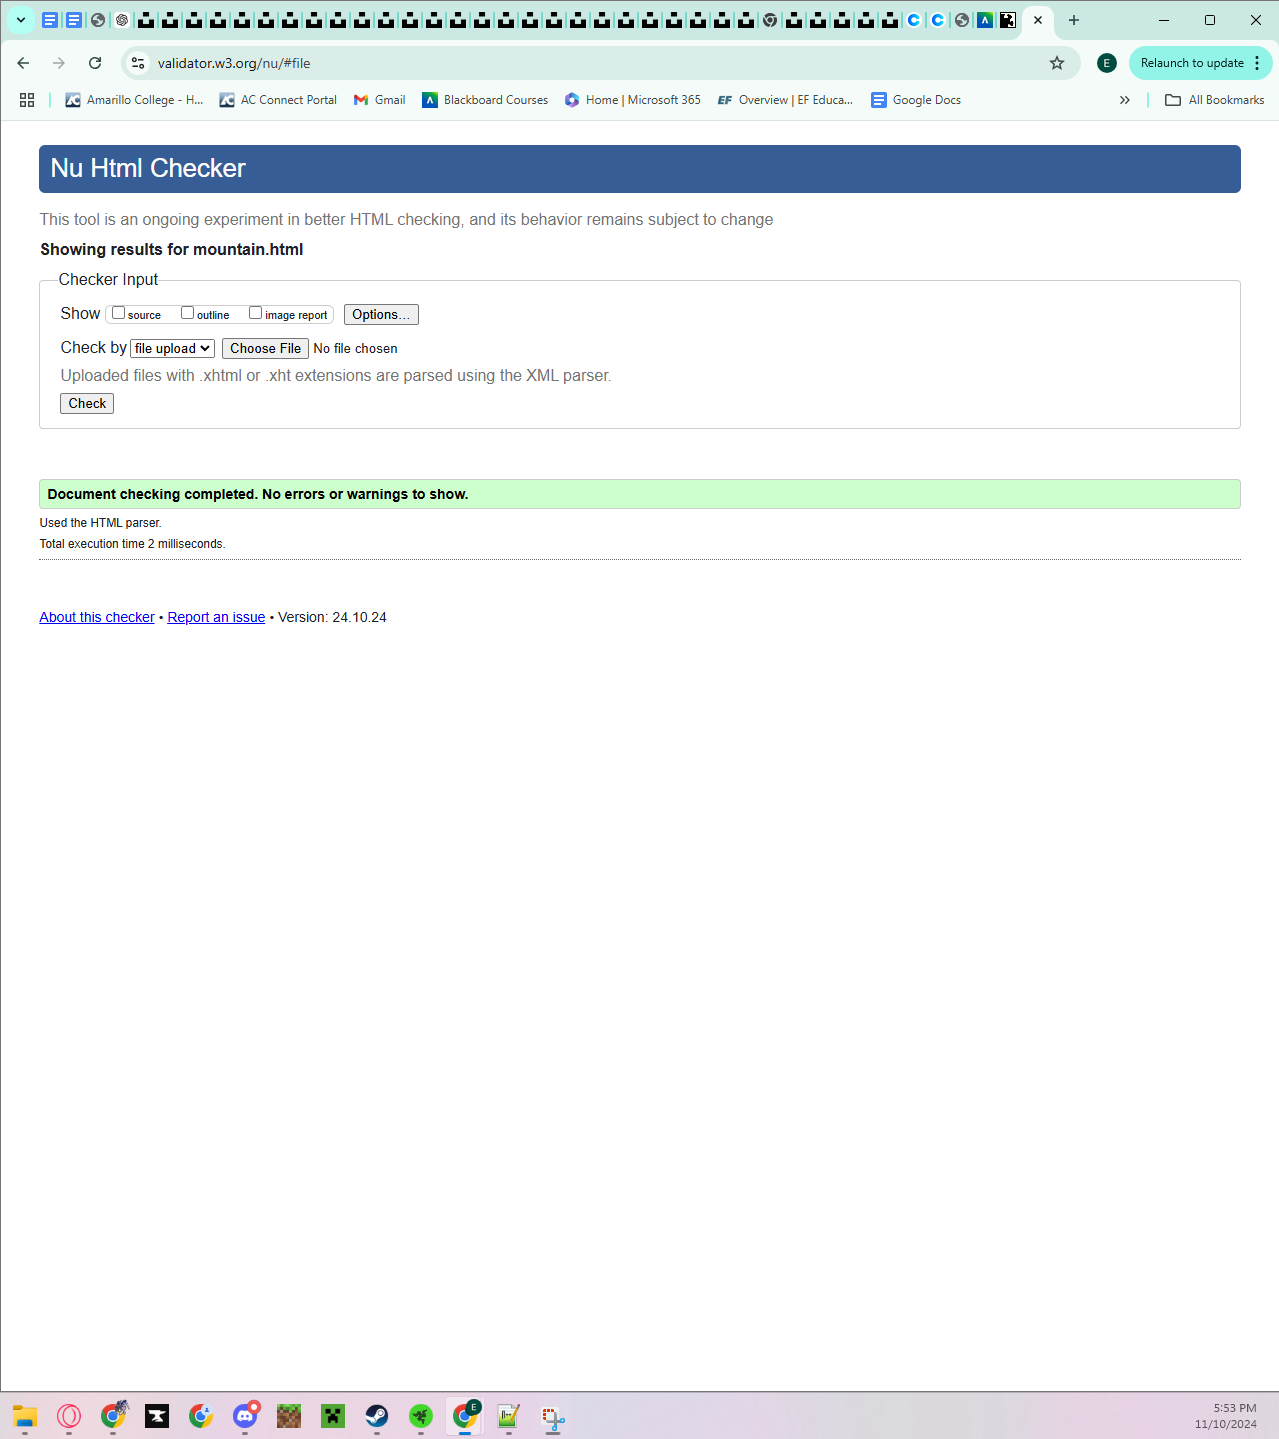 validator.w3.org/nu/#file
E
Relaunch to update
Amarillo College - H...
AC Connect Portal
Gmail
Blackboard Courses
Home | Microsoft 365
EF
Overview | EF Educa...
Google Docs
All Bookmarks
Nu Html Checker
This tool is an ongoing experiment in better HTML checking, and its behavior remains subject to change
Showing results for mountain.html
Checker Input
Show source outline image report Options...
Check by file upload Choose File No file chosen
Uploaded files with .xhtml or .xht extensions are parsed using the XML parser.
Check
Document checking completed. No errors or warnings to show.
Used the HTML parser.
Total execution time 2 milliseconds.
About this checker • Report an issue • Version: 24.10.24
E
5:53 PM
11/10/2024